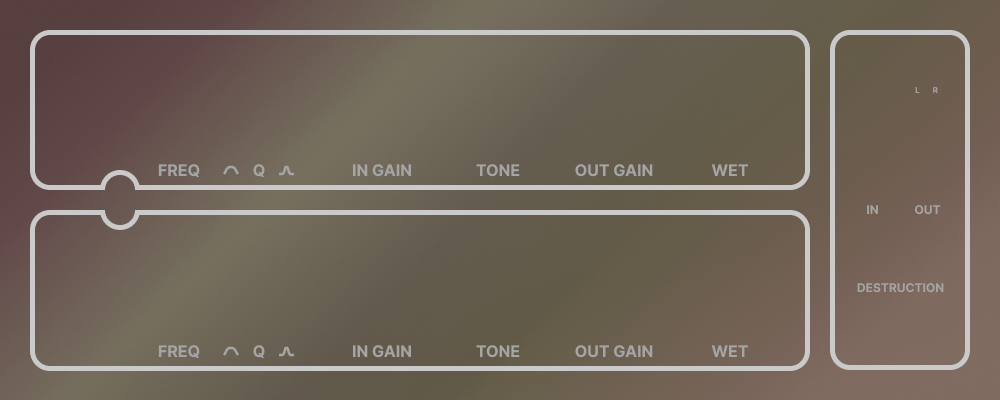 L R
FREQ Q IN GAIN TONE OUT GAIN WET
IN OUT
DESTRUCTION
FREQ Q IN GAIN TONE OUT GAIN WET